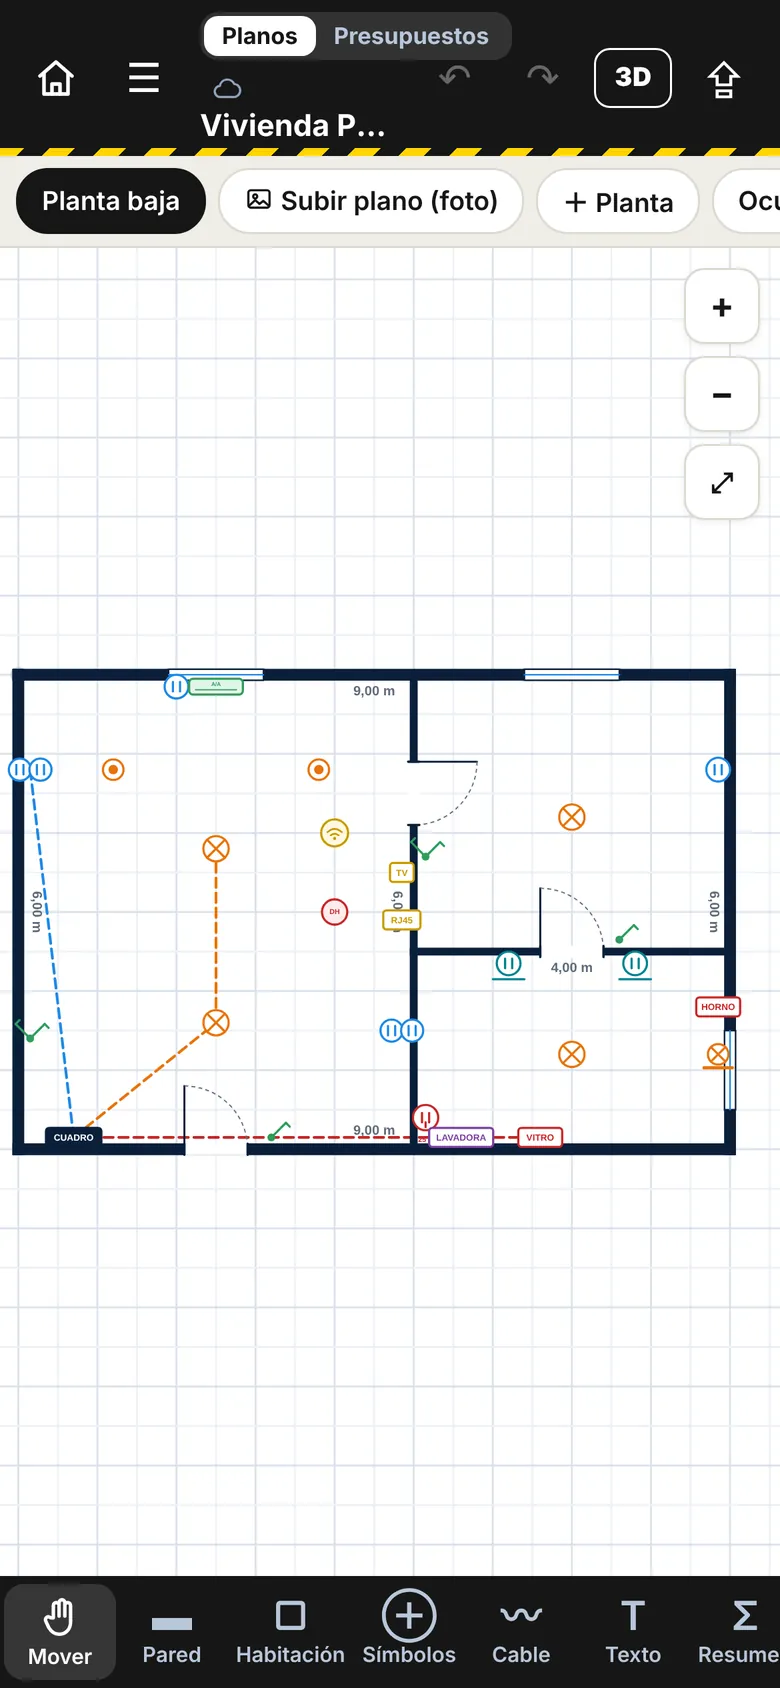 Planos Presupuestos
3D
Vivienda P...
Planta baja
Subir plano (foto)
+ Planta
Ocu
+
−
9,00 m
A/A
TV
DH
RJ45
6,00 m
6,0
6,00 m
4,00 m
HORNO
9,00 m
CUADRO
LAVADORA
VITRO
Mover
Pared
Habitación
Símbolos
Cable
Texto
Resume